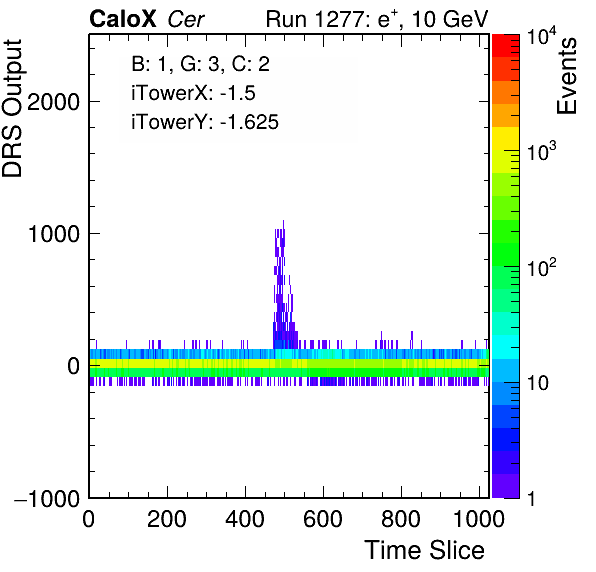 CaloX Cer Run 1277: e+, 10 GeV
B: 1, G: 3, C: 2
iTowerX: -1.5
iTowerY: -1.625
DRS Output
2000
1000
0
−1000
0 200 400 600 800 1000
Time Slice
Events
10^4
10^3
10^2
10
1